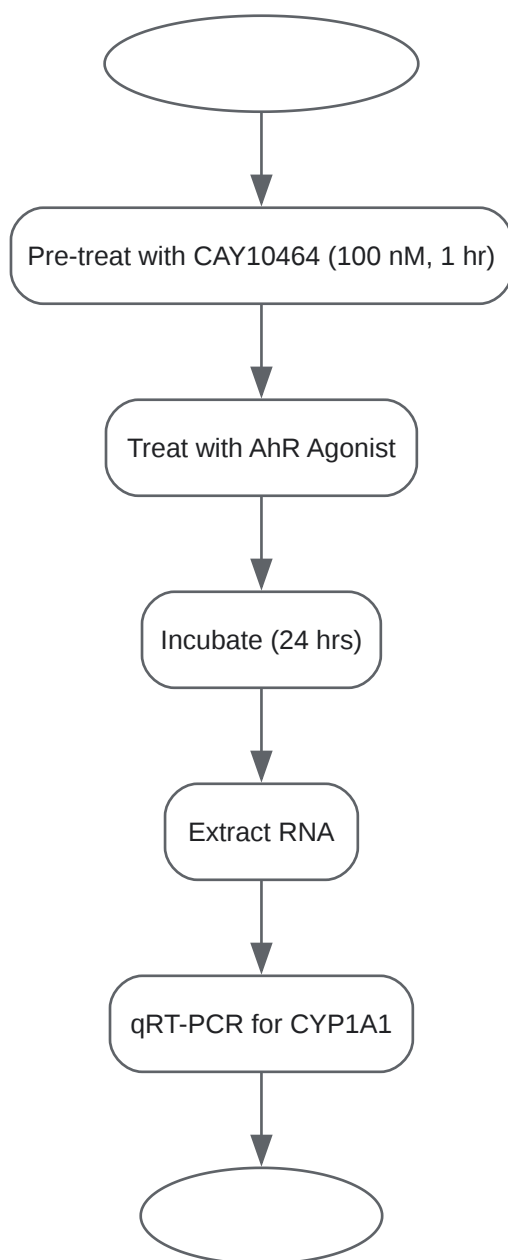 Pre-treat with CAY10464 (100 nM, 1 hr)
Treat with AhR Agonist
Incubate (24 hrs)
Extract RNA
qRT-PCR for CYP1A1